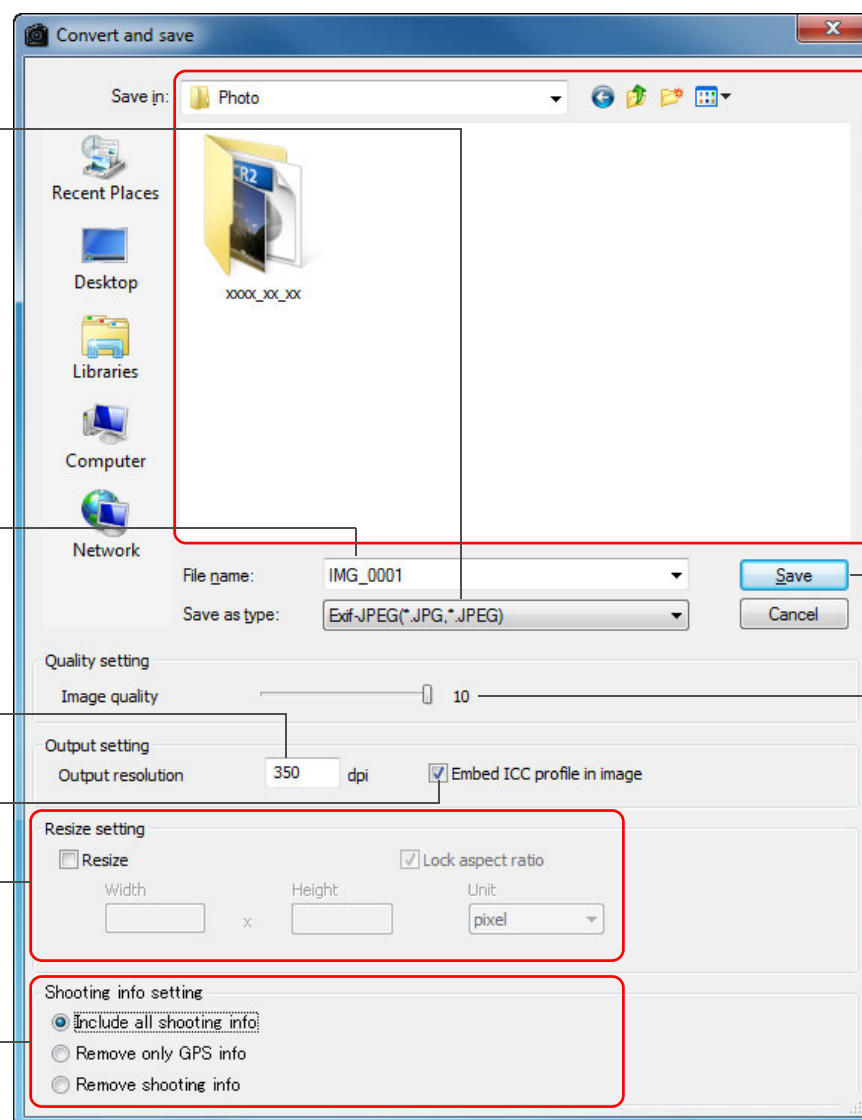 Convert and save
Save in: Photo
Recent Places
CR2
xxxx_xx_xx
Desktop
Libraries
Computer
Network
File name: IMG_0001 Save
Save as type: Exif-JPEG(*.JPG,*.JPEG) Cancel
Quality setting
Image quality 10
Output setting
Output resolution 350 dpi Embed ICC profile in image
Resize setting
Resize Lock aspect ratio
Width Height Unit
x pixel
Shooting info setting
Include all shooting info
Remove only GPS info
Remove shooting info